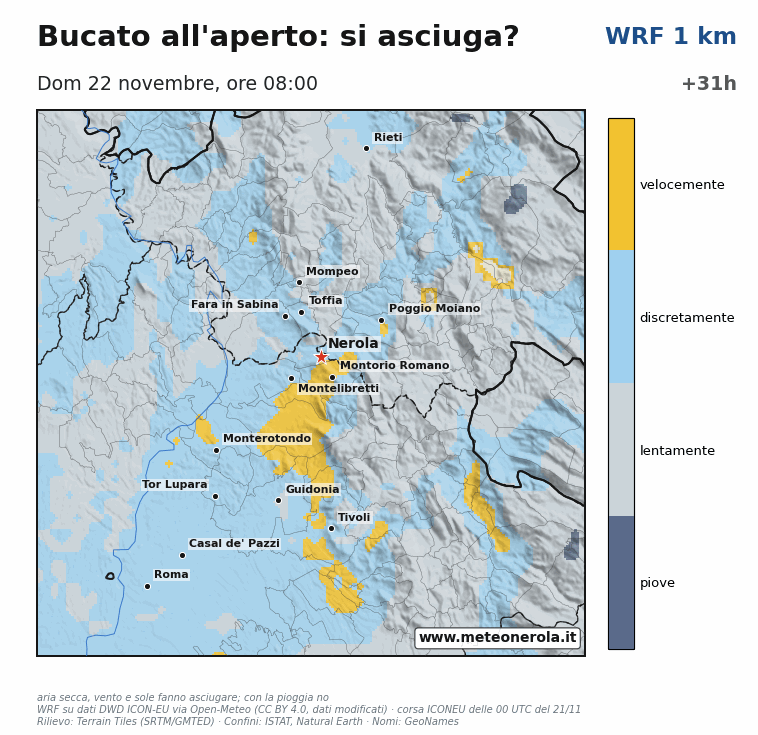 Bucato all'aperto: si asciuga?
WRF 1 km
Dom 22 novembre, ore 08:00
+31h
Rieti
Mompeo
Fara in Sabina
Toffia
Poggio Moiano
Nerola
Montorio Romano
Montelibretti
Monterotondo
Tor Lupara
Guidonia
Tivoli
Casal de' Pazzi
Roma
www.meteonerola.it
velocemente
discretamente
lentamente
piove
aria secca, vento e sole fanno asciugare; con la pioggia no
WRF su dati DWD ICON-EU via Open-Meteo (CC BY 4.0, dati modificati) · corsa ICONEU delle 00 UTC del 21/11
Rilievo: Terrain Tiles (SRTM/GMTED) · Confini: ISTAT, Natural Earth · Nomi: GeoNames